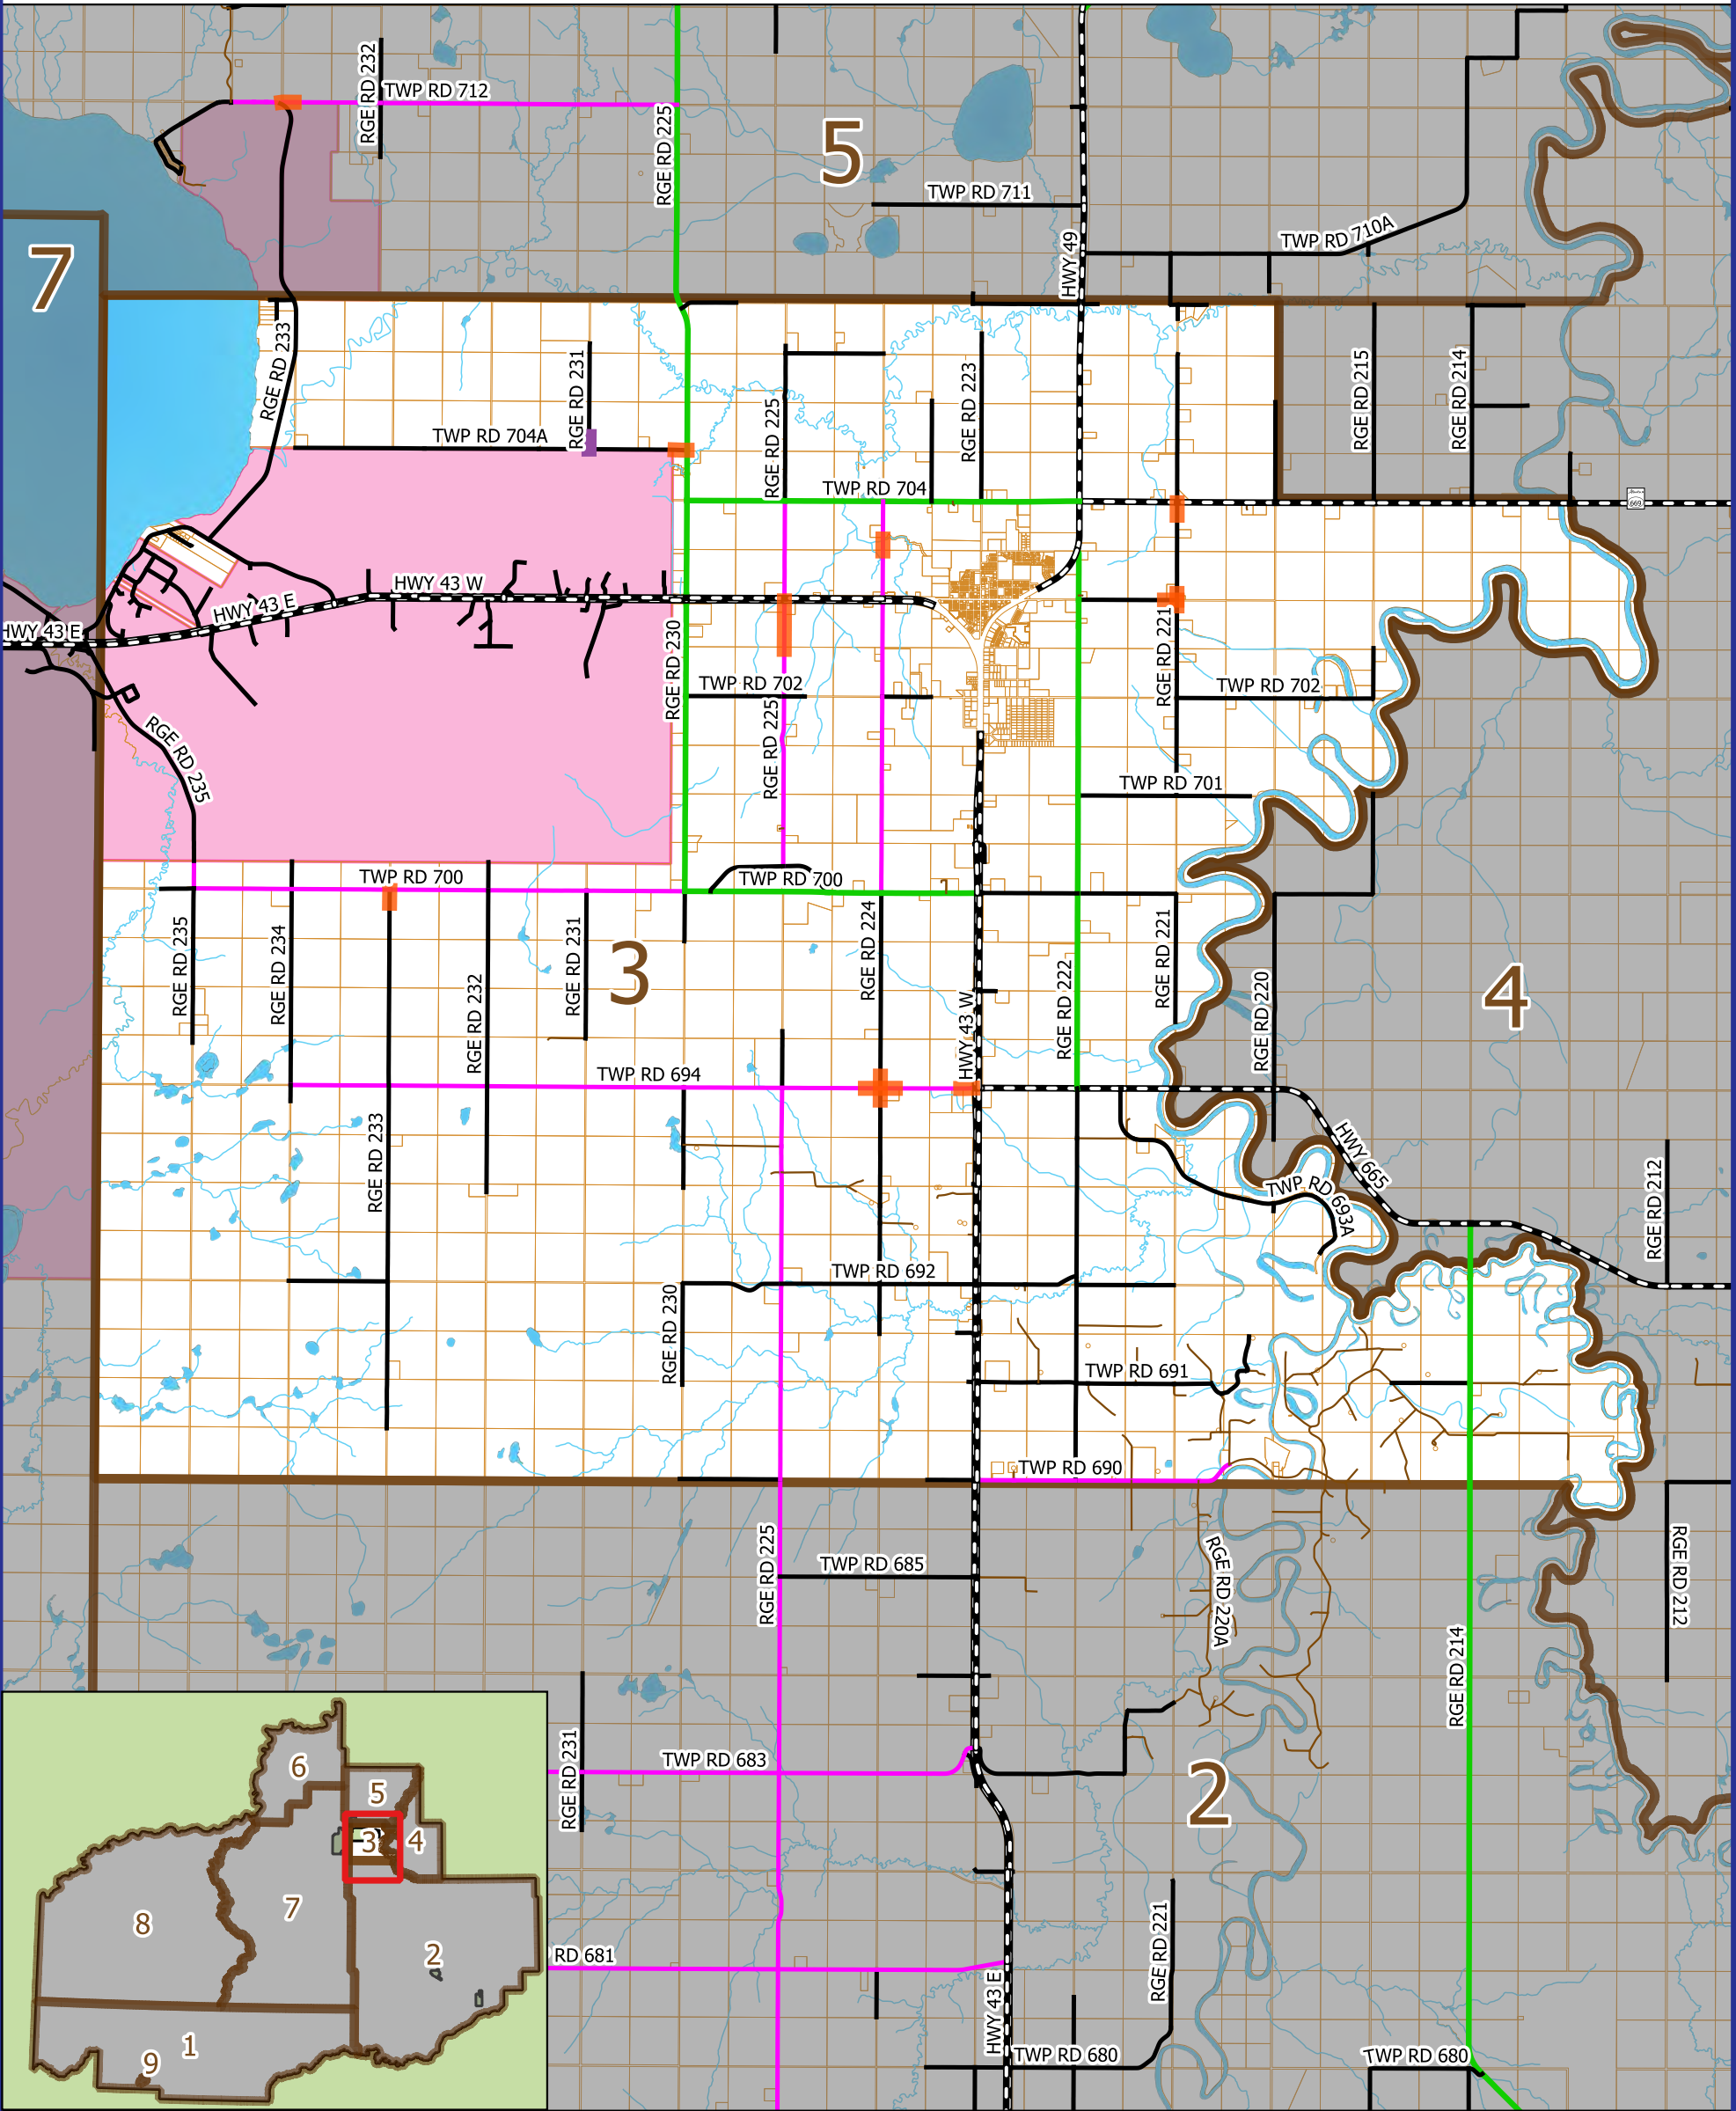 RGE RD 232
TWP RD 712
RGE RD 225
5
TWP RD 711
HWY 49
TWP RD 710A
7
RGE RD 233
RGE RD 231
TWP RD 704A
RGE RD 225
TWP RD 704
RGE RD 223
RGE RD 215
RGE RD 214
669
HWY 43 W
HWY 43 E
HWY 43 E
RGE RD 230
TWP RD 702
RGE RD 225
RGE RD 221
TWP RD 702
RGE RD 235
TWP RD 701
TWP RD 700
TWP RD 700
RGE RD 235
RGE RD 234
RGE RD 232
RGE RD 231
3
RGE RD 224
HWY 43 W
RGE RD 222
RGE RD 221
RGE RD 220
4
TWP RD 694
RGE RD 233
HWY 665
TWP RD 693A
RGE RD 212
TWP RD 692
RGE RD 230
TWP RD 691
TWP RD 690
RGE RD 225
TWP RD 685
RGE RD 220A
RGE RD 212
RGE RD 214
RGE RD 231
TWP RD 683
2
RD 681
HWY 43 E
RGE RD 221
TWP RD 680
TWP RD 680
6
5
3
4
7
8
2
1
9